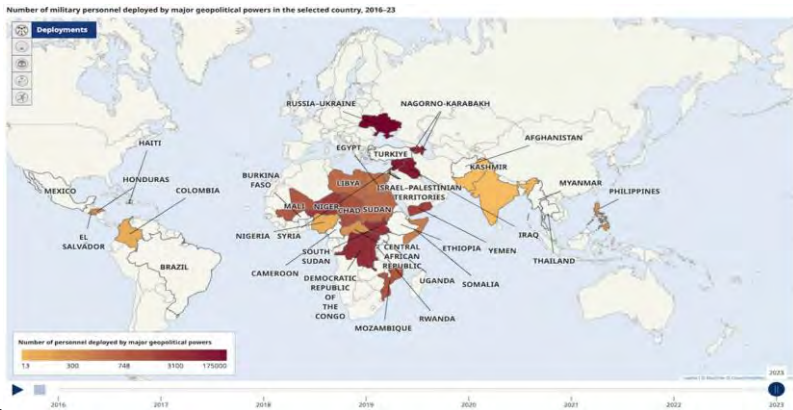 Number of military personnel deployed by major geopolitical powers in the selected country, 2016–23
Deployments
RUSSIA–UKRAINE
NAGORNO-KARABAKH
HAITI
EGYPT
TURKIYE
AFGHANISTAN
KASHMIR
MEXICO
HONDURAS
COLOMBIA
BURKINA
FASO
LIBYA
ISRAEL–PALESTINIAN
TERRITORIES
MYANMAR
PHILIPPINES
MALI
NIGER
CHAD
SUDAN
EL
SALVADOR
NIGERIA
SYRIA
ETHIOPIA
YEMEN
IRAQ
THAILAND
BRAZIL
SOUTH
SUDAN
CENTRAL
AFRICAN
REPUBLIC
CAMEROON
DEMOCRATIC
REPUBLIC
OF
THE
CONGO
UGANDA
SOMALIA
RWANDA
MOZAMBIQUE
Number of personnel deployed by major geopolitical powers
13 300 748 3100 175000
2023
2016 2017 2018 2019 2020 2021 2022 2023